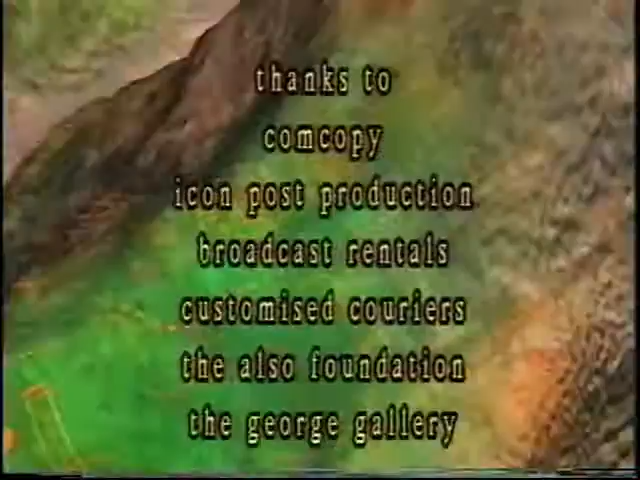 thanks to
comcopy
icon post production
broadcast rentals
customised couriers
the also foundation
the george gallery